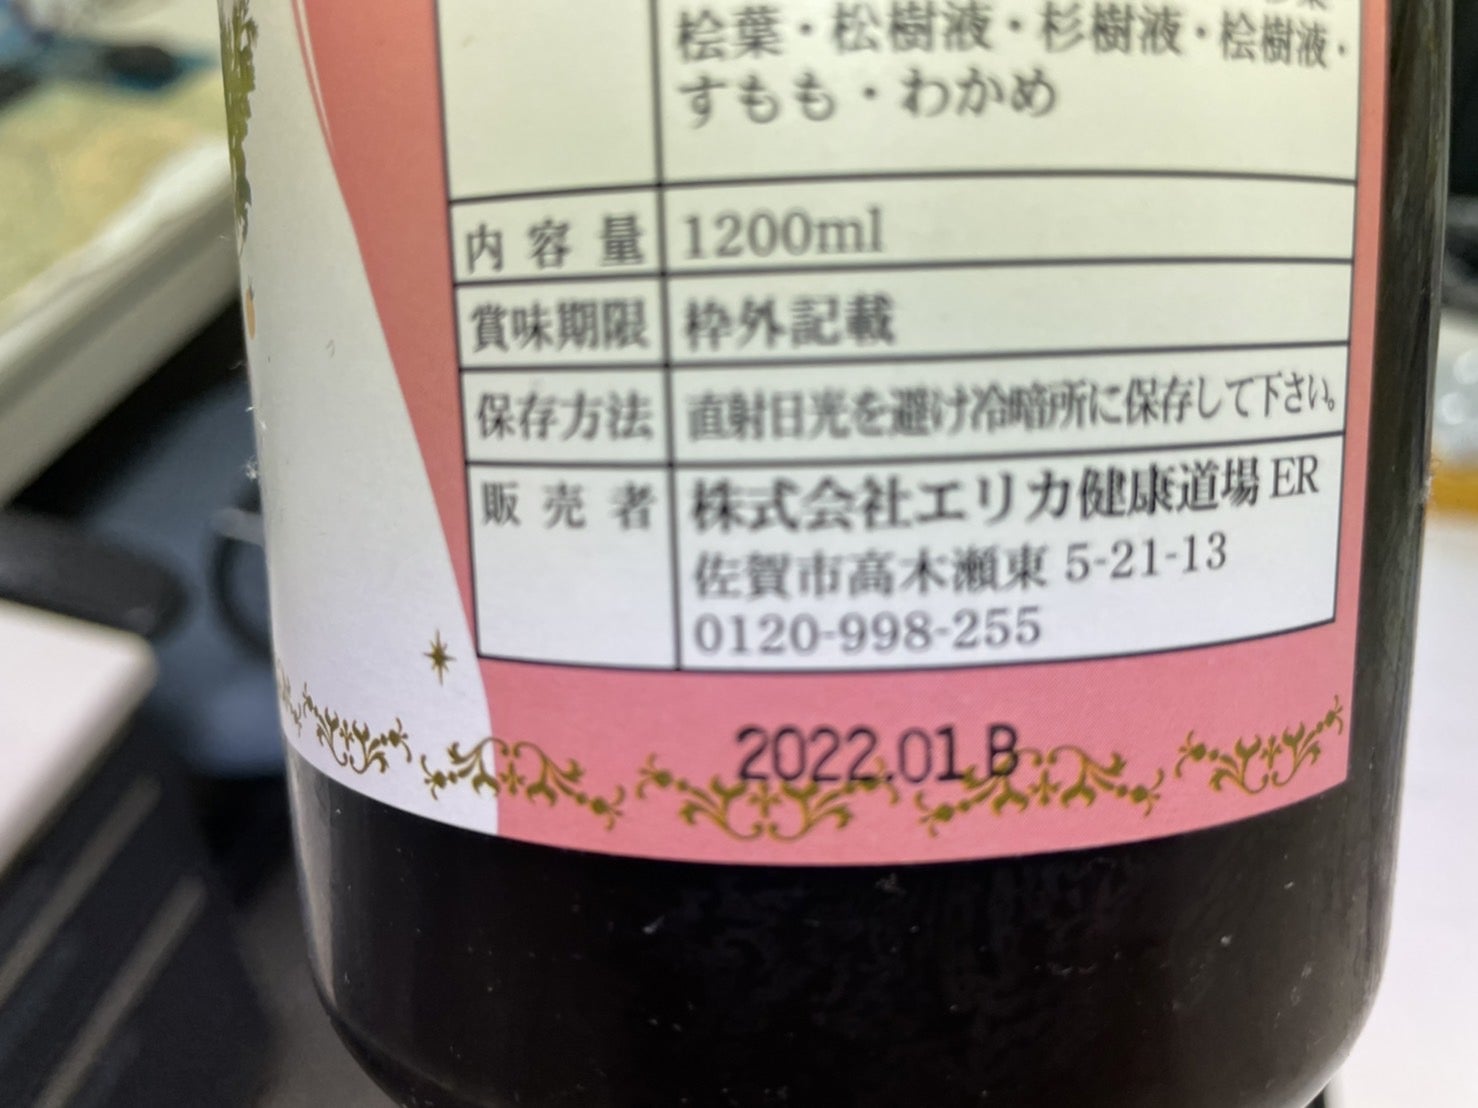 桧葉・松樹液・杉樹液・桧樹液・
すもも・わかめ
内容量 1200ml
賞味期限 枠外記載
保存方法 直射日光を避け冷暗所に保存して下さい。
販売者 株式会社エリカ健康道場ER
佐賀市高木瀬東 5-21-13
0120-998-255
2022.01 B